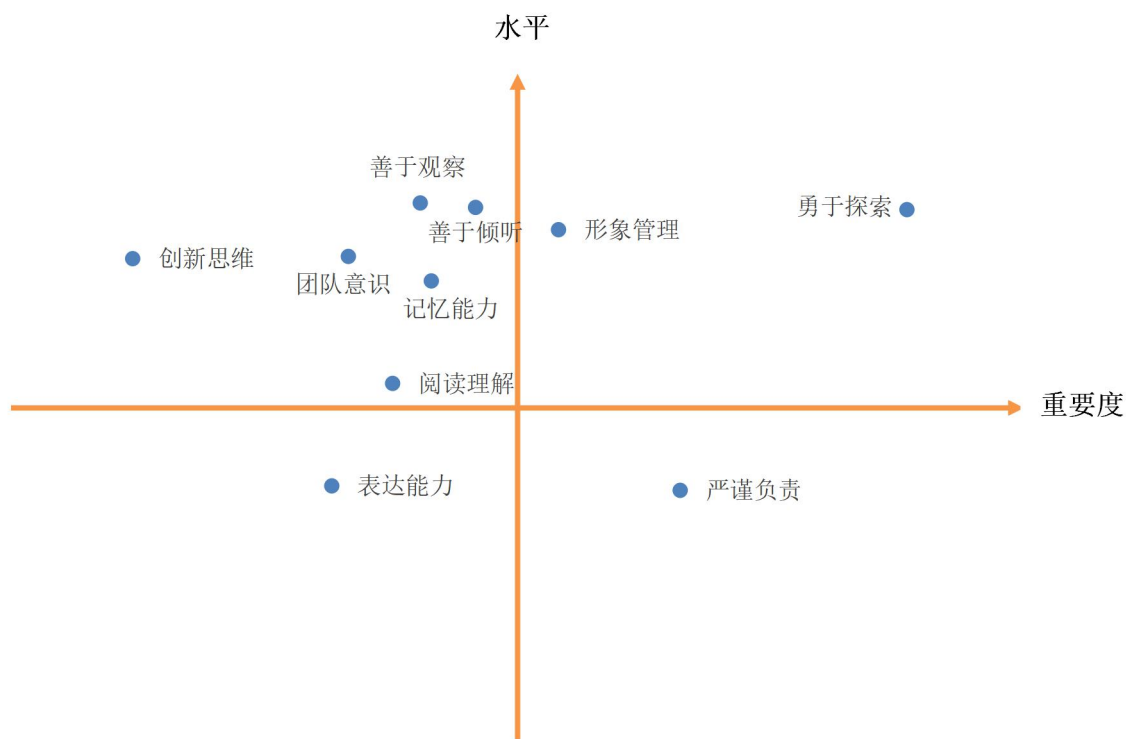 水平
善于观察
勇于探索
善于倾听
形象管理
创新思维
团队意识
记忆能力
阅读理解
重要度
表达能力
严谨负责